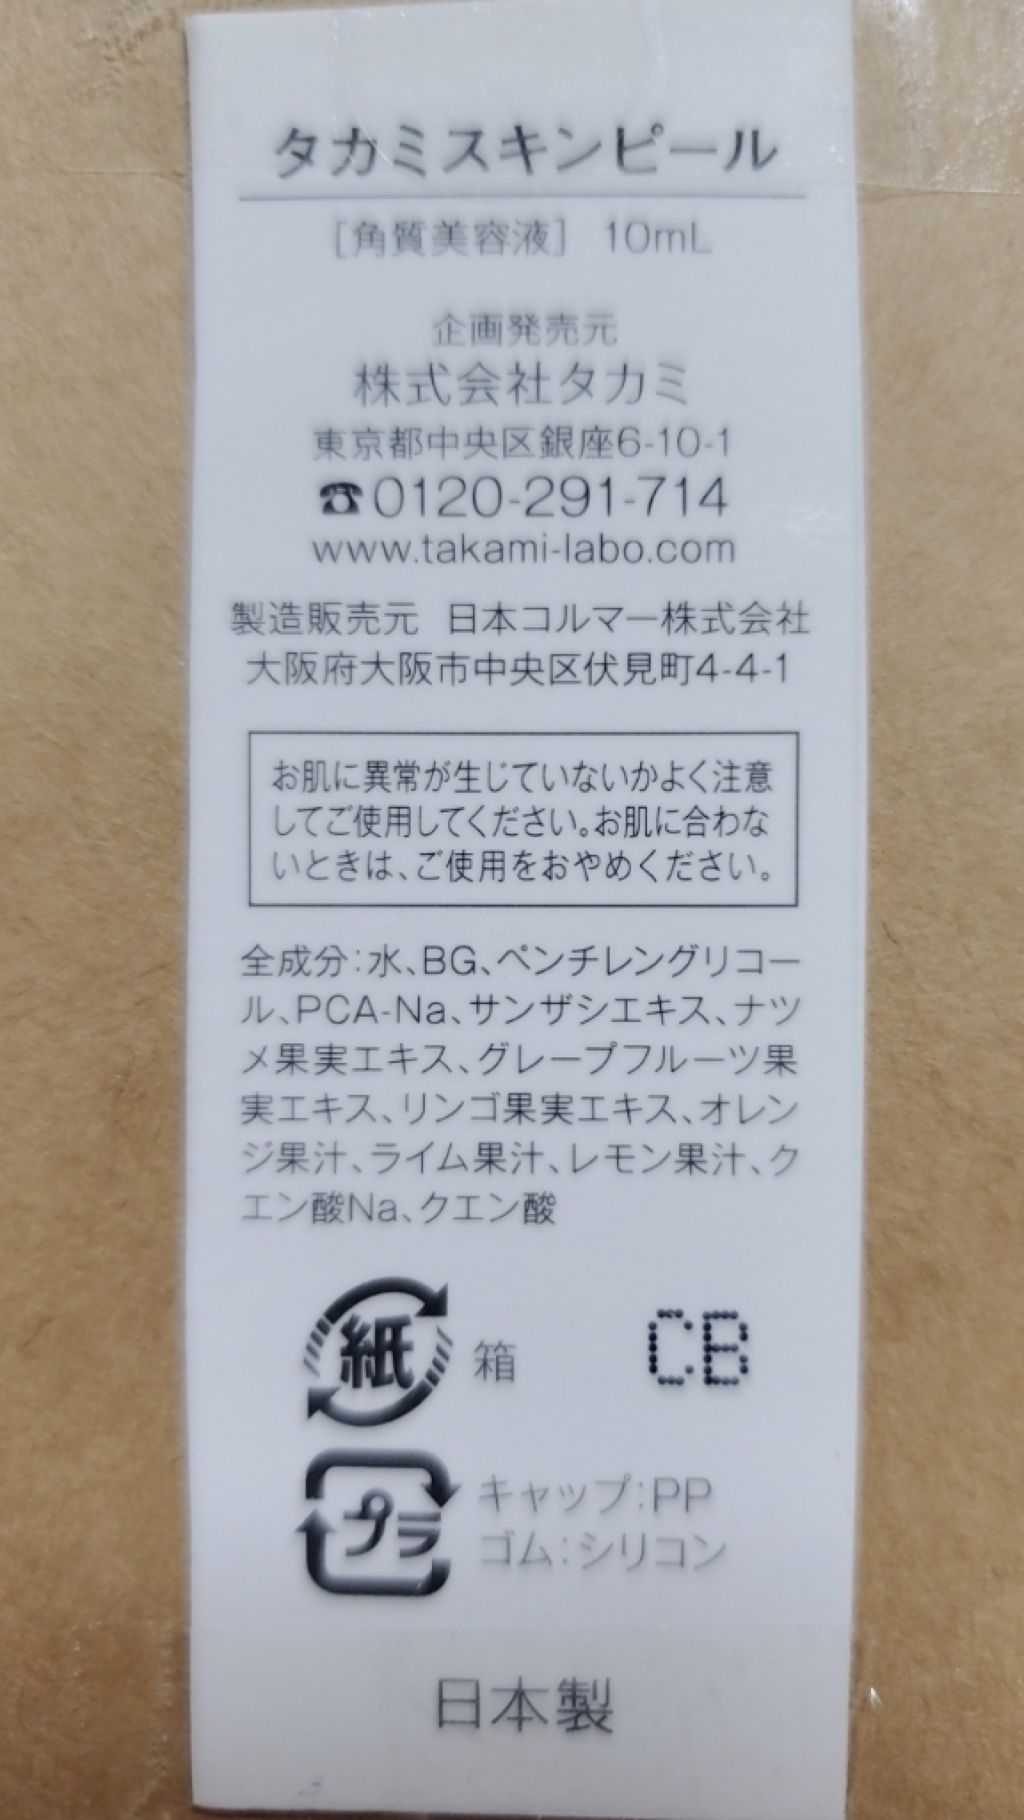 タカミスキンピール
[角質美容液] 10mL
企画発売元
株式会社タカミ
東京都中央区銀座6-10-1
☎0120-291-714
www.takami-labo.com
製造販売元 日本コルマー株式会社
大阪府大阪市中央区伏見町4-4-1
お肌に異常が生じていないかよく注意
してご使用してください。お肌に合わな
いときは、ご使用をおやめください。
全成分:水、BG、ペンチレングリコー
ル、PCA-Na、サンザシエキス、ナツ
メ果実エキス、グレープフルーツ果
実エキス、リンゴ果実エキス、オレン
ジ果汁、ライム果汁、レモン果汁、ク
エン酸Na、クエン酸
紙 箱 CB
プラ キャップ:PP
ゴム:シリコン
日本製